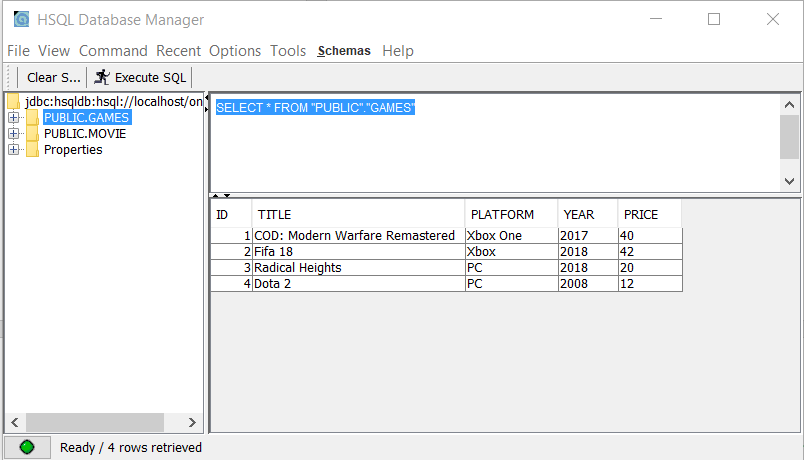 HSQL Database Manager
File View Command Recent Options Tools Schemas Help
Clear S... Execute SQL
jdbc:hsqldb:hsql://localhost/on
PUBLIC.GAMES
PUBLIC.MOVIE
Properties
SELECT * FROM "PUBLIC"."GAMES"
ID TITLE PLATFORM YEAR PRICE
1 COD: Modern Warfare Remastered Xbox One 2017 40
2 Fifa 18 Xbox 2018 42
3 Radical Heights PC 2018 20
4 Dota 2 PC 2008 12
Ready / 4 rows retrieved